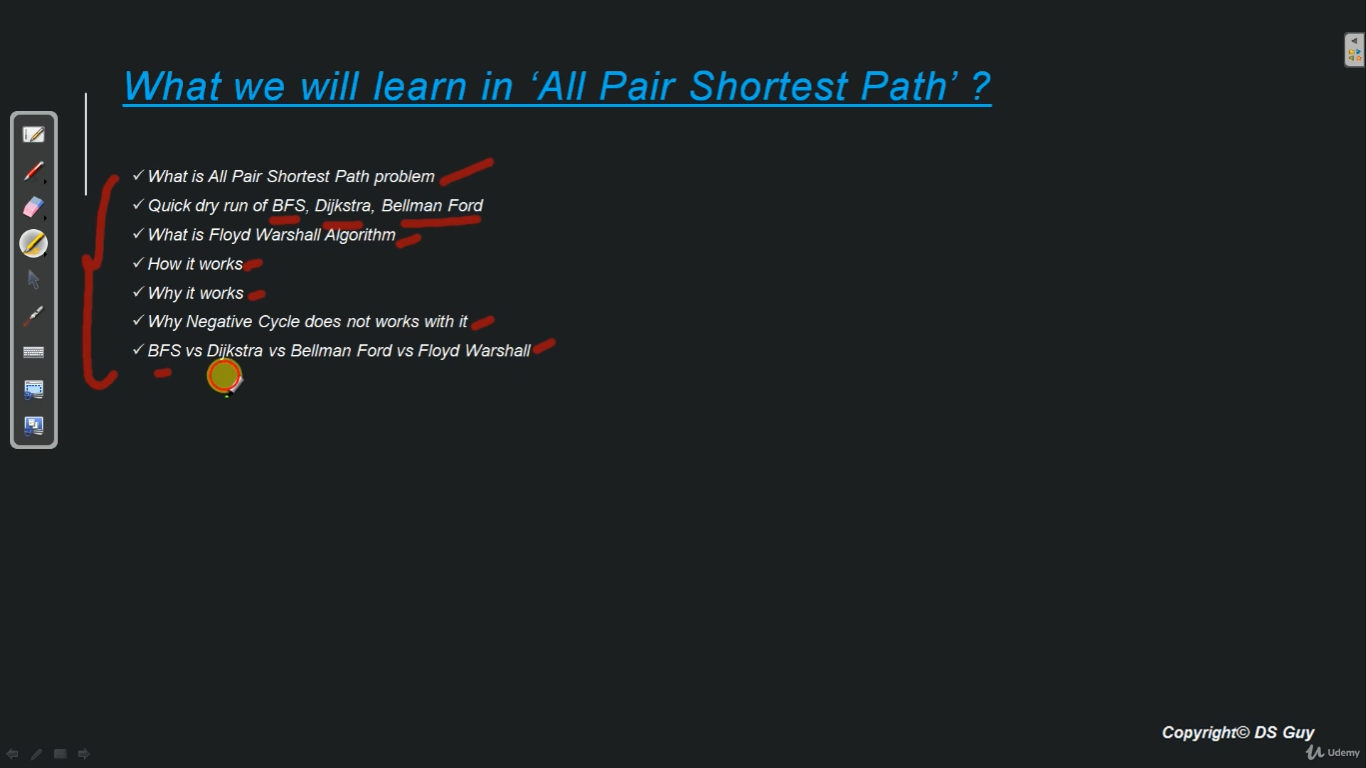 What we will learn in ‘All Pair Shortest Path’ ?
✓ What is All Pair Shortest Path problem
✓ Quick dry run of BFS, Dijkstra, Bellman Ford
✓ What is Floyd Warshall Algorithm
✓ How it works
✓ Why it works
✓ Why Negative Cycle does not works with it
✓ BFS vs Dijkstra vs Bellman Ford vs Floyd Warshall
Copyright© DS Guy
Udemy